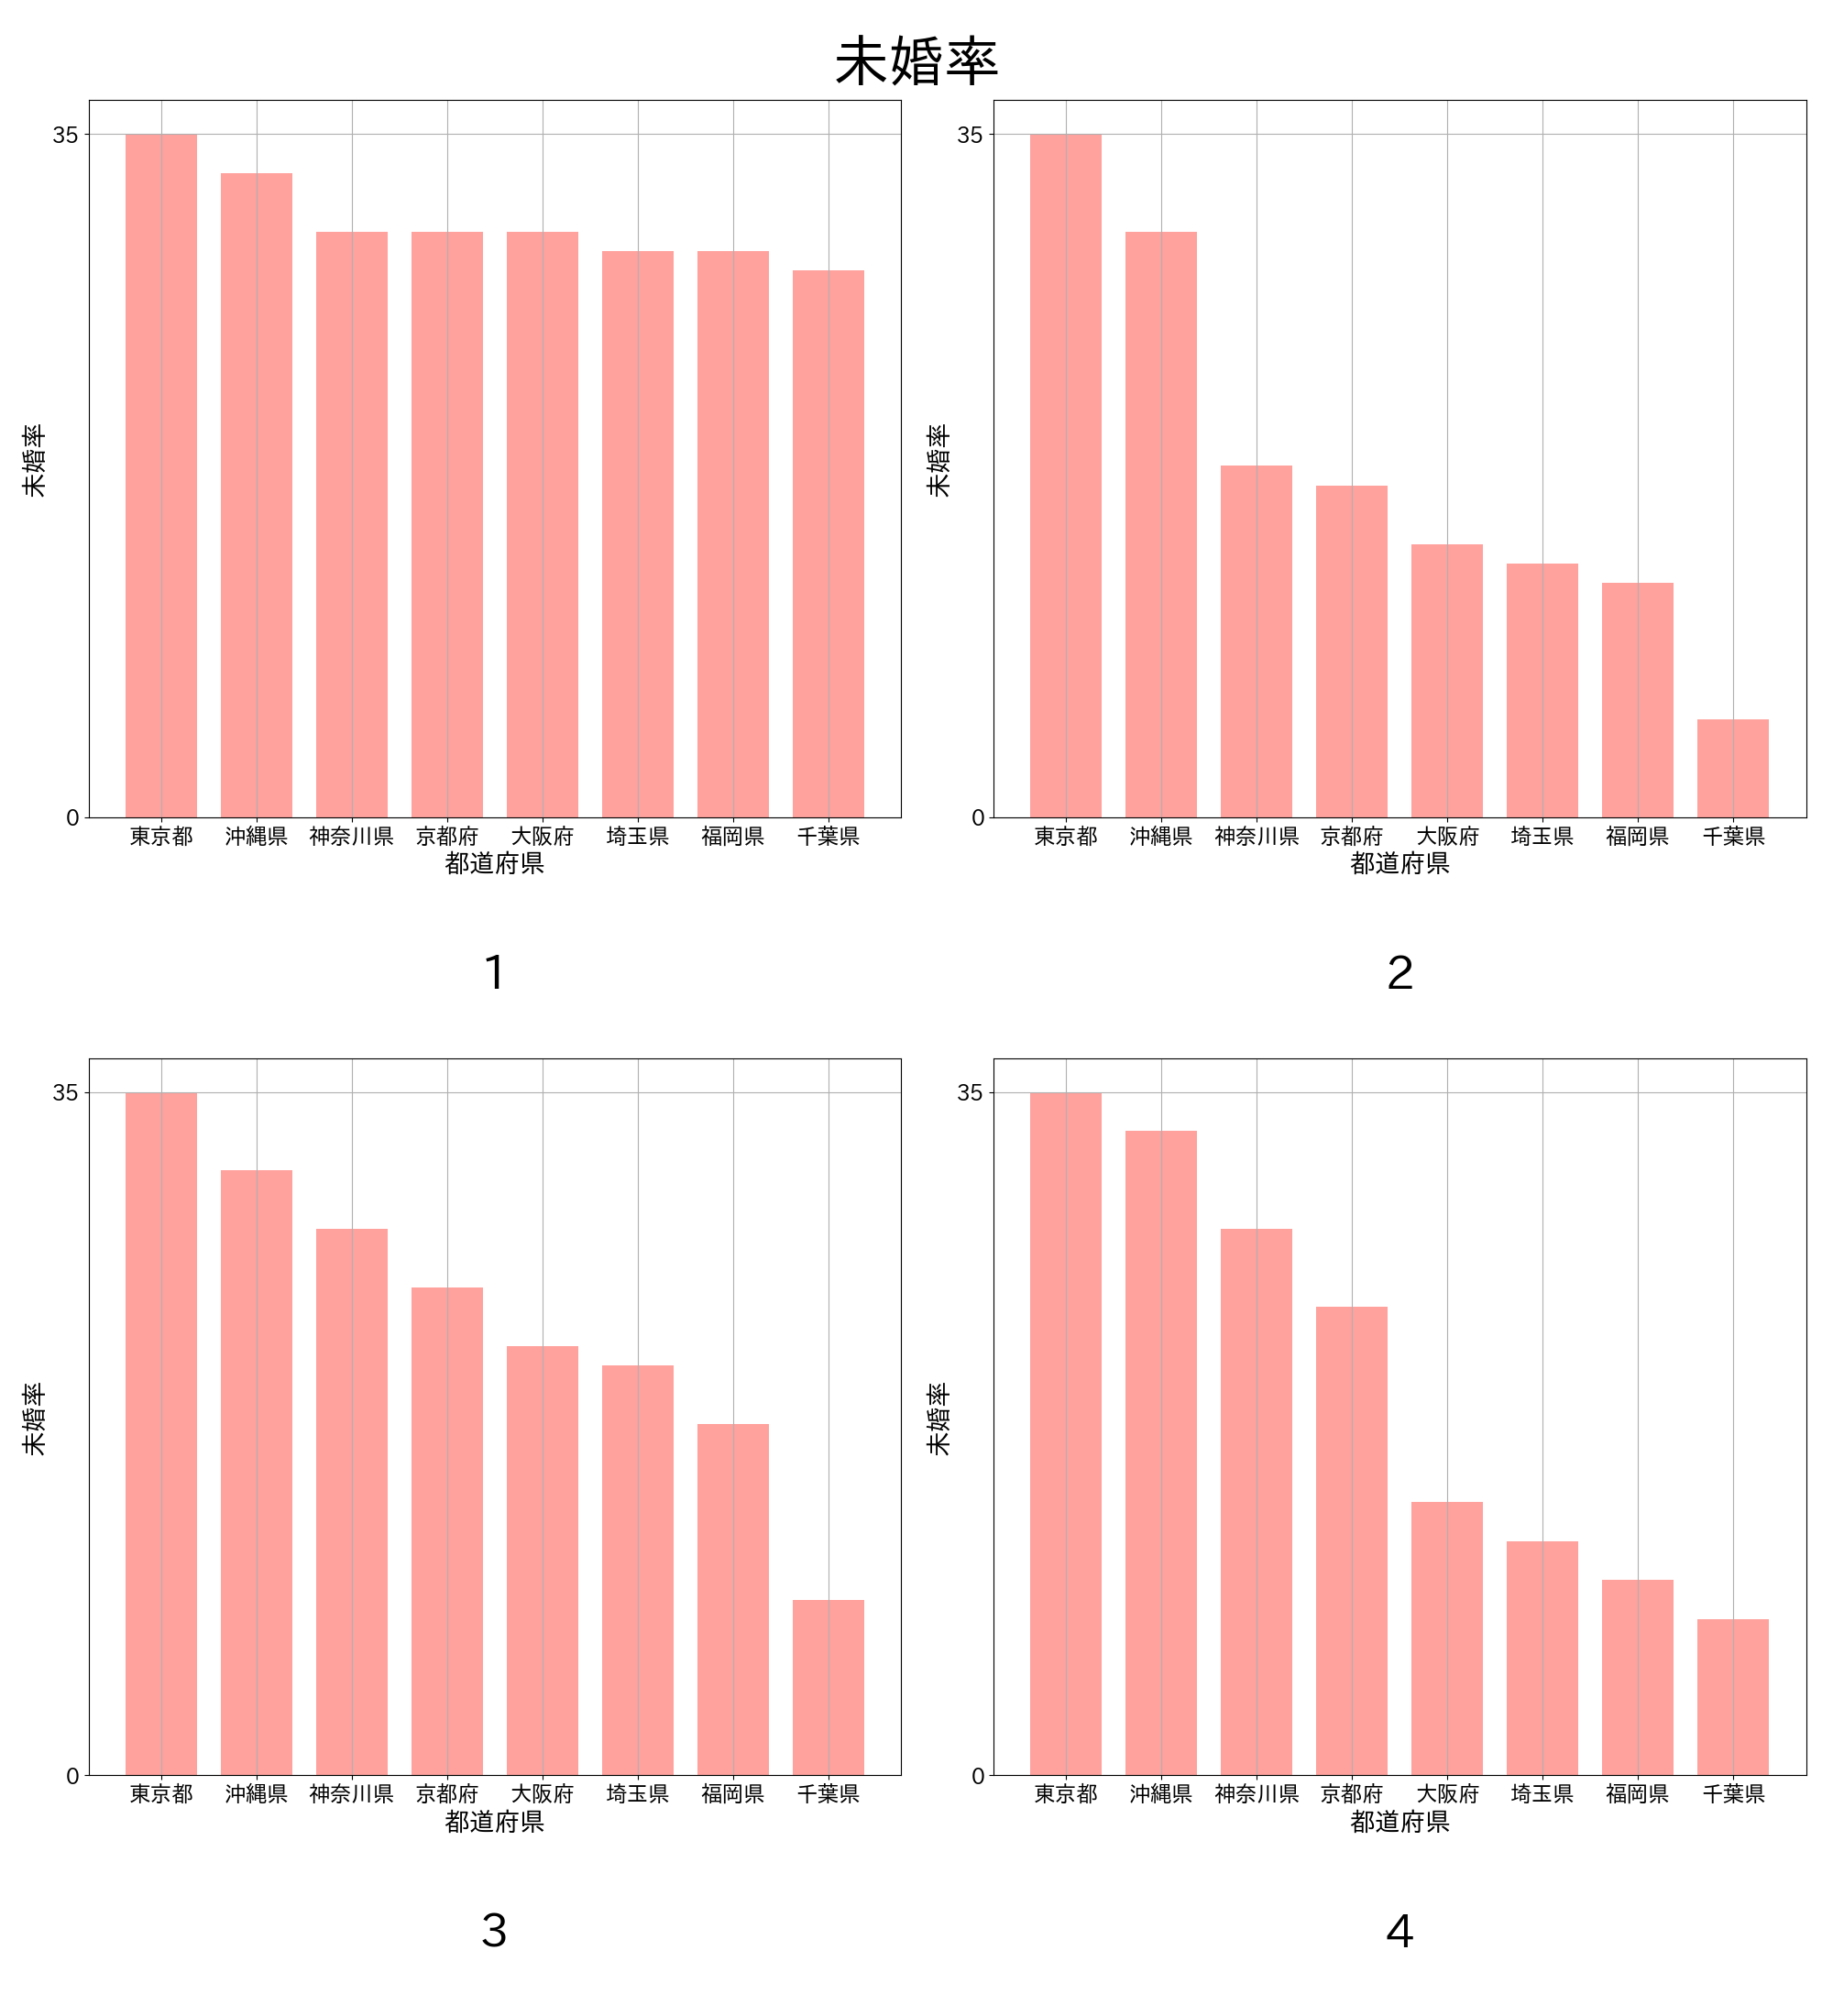 未婚率
35
0
未婚率
東京都 沖縄県 神奈川県 京都府 大阪府 埼玉県 福岡県 千葉県
都道府県
1
35
0
未婚率
東京都 沖縄県 神奈川県 京都府 大阪府 埼玉県 福岡県 千葉県
都道府県
2
35
0
未婚率
東京都 沖縄県 神奈川県 京都府 大阪府 埼玉県 福岡県 千葉県
都道府県
3
35
0
未婚率
東京都 沖縄県 神奈川県 京都府 大阪府 埼玉県 福岡県 千葉県
都道府県
4